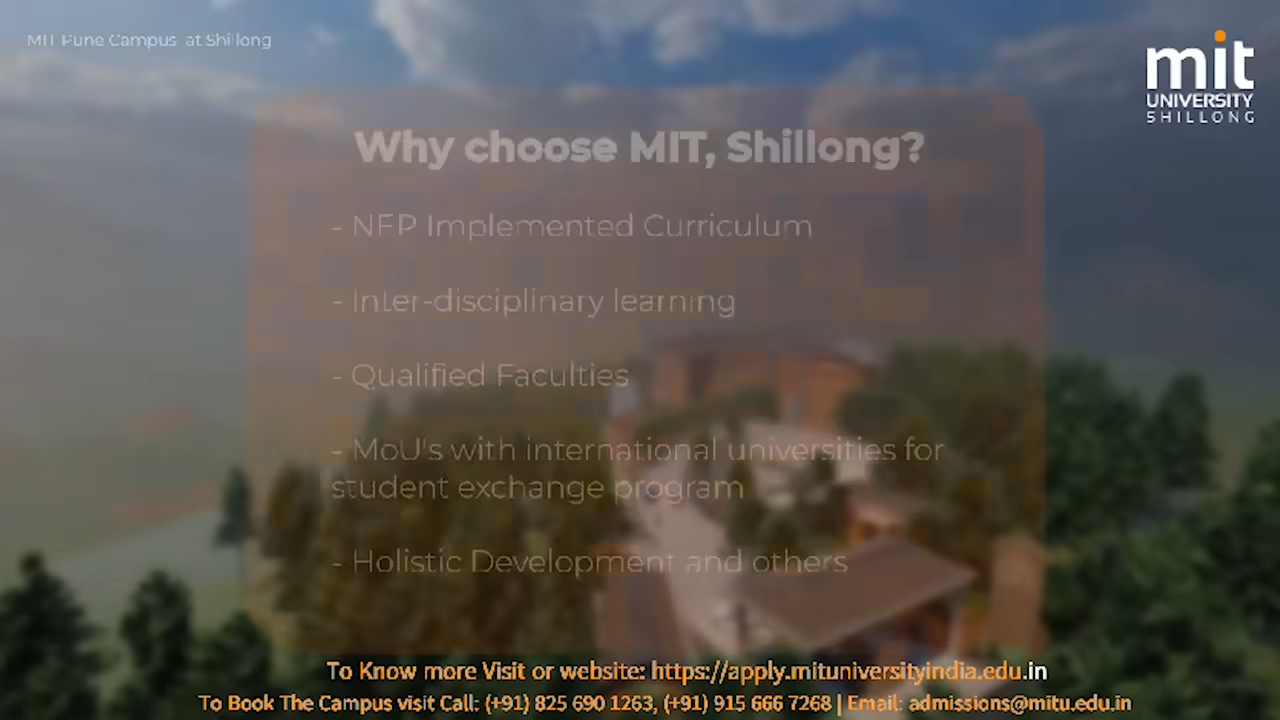 MIT Pune Campus at Shillong
mit
UNIVERSITY
SHILLONG
Why choose MIT, Shillong?
- NEP Implemented Curriculum
- Inter-disciplinary learning
- Qualified Faculties
- MoU's with international universities for
student exchange program
- Holistic Development and others
To Know more Visit or website: https://apply.mituniversityindia.edu.in
To Book The Campus visit Call: (+91) 825 690 1263, (+91) 915 666 7268 | Email: admissions@mitu.edu.in